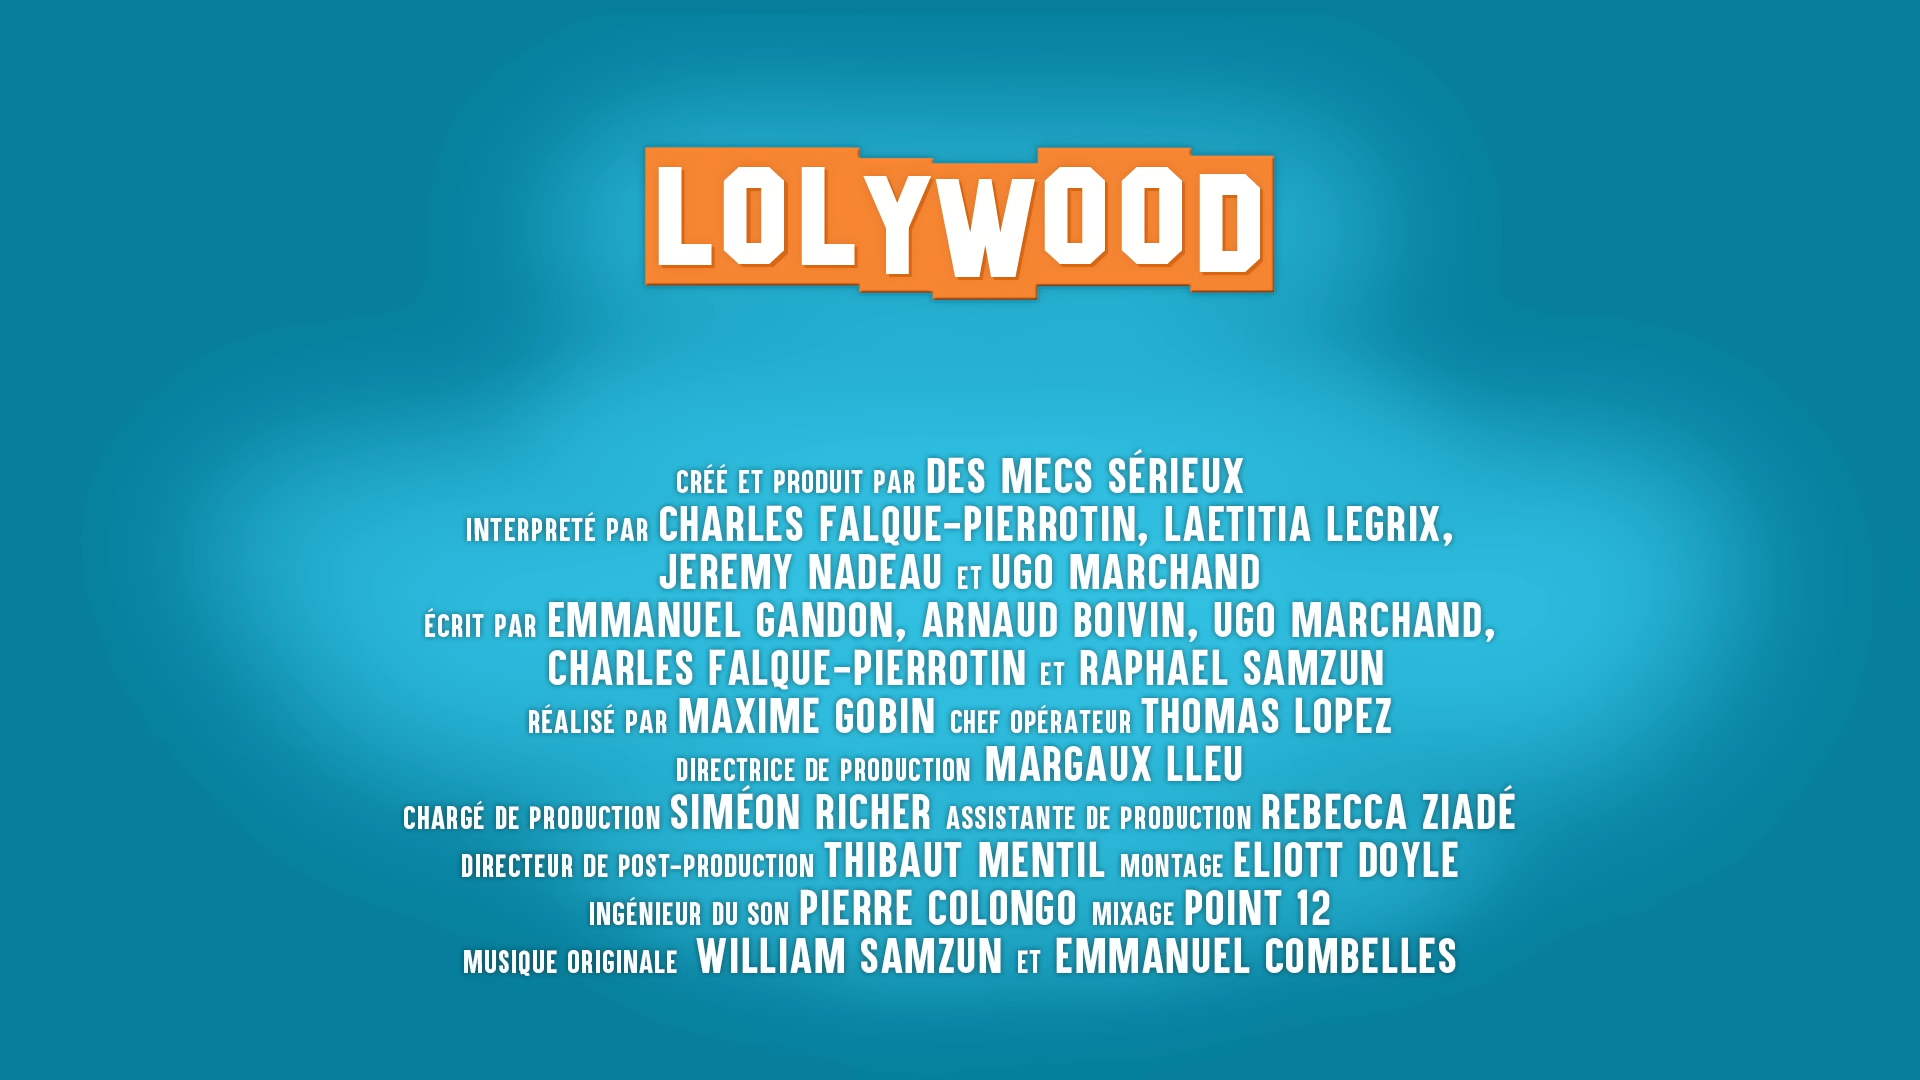 LOLYWOOD
CRÉÉ ET PRODUIT PAR DES MECS SÉRIEUX
INTERPRETÉ PAR CHARLES FALQUE-PIERROTIN, LAETITIA LEGRIX,
JEREMY NADEAU ET UGO MARCHAND
ÉCRIT PAR EMMANUEL GANDON, ARNAUD BOIVIN, UGO MARCHAND,
CHARLES FALQUE-PIERROTIN ET RAPHAEL SAMZUN
RÉALISÉ PAR MAXIME GOBIN CHEF OPÉRATEUR THOMAS LOPEZ
DIRECTRICE DE PRODUCTION MARGAUX LLEU
CHARGÉ DE PRODUCTION SIMÉON RICHER ASSISTANTE DE PRODUCTION REBECCA ZIADÉ
DIRECTEUR DE POST-PRODUCTION THIBAUT MENTIL MONTAGE ELIOTT DOYLE
INGÉNIEUR DU SON PIERRE COLONGO MIXAGE POINT 12
MUSIQUE ORIGINALE WILLIAM SAMZUN ET EMMANUEL COMBELLES